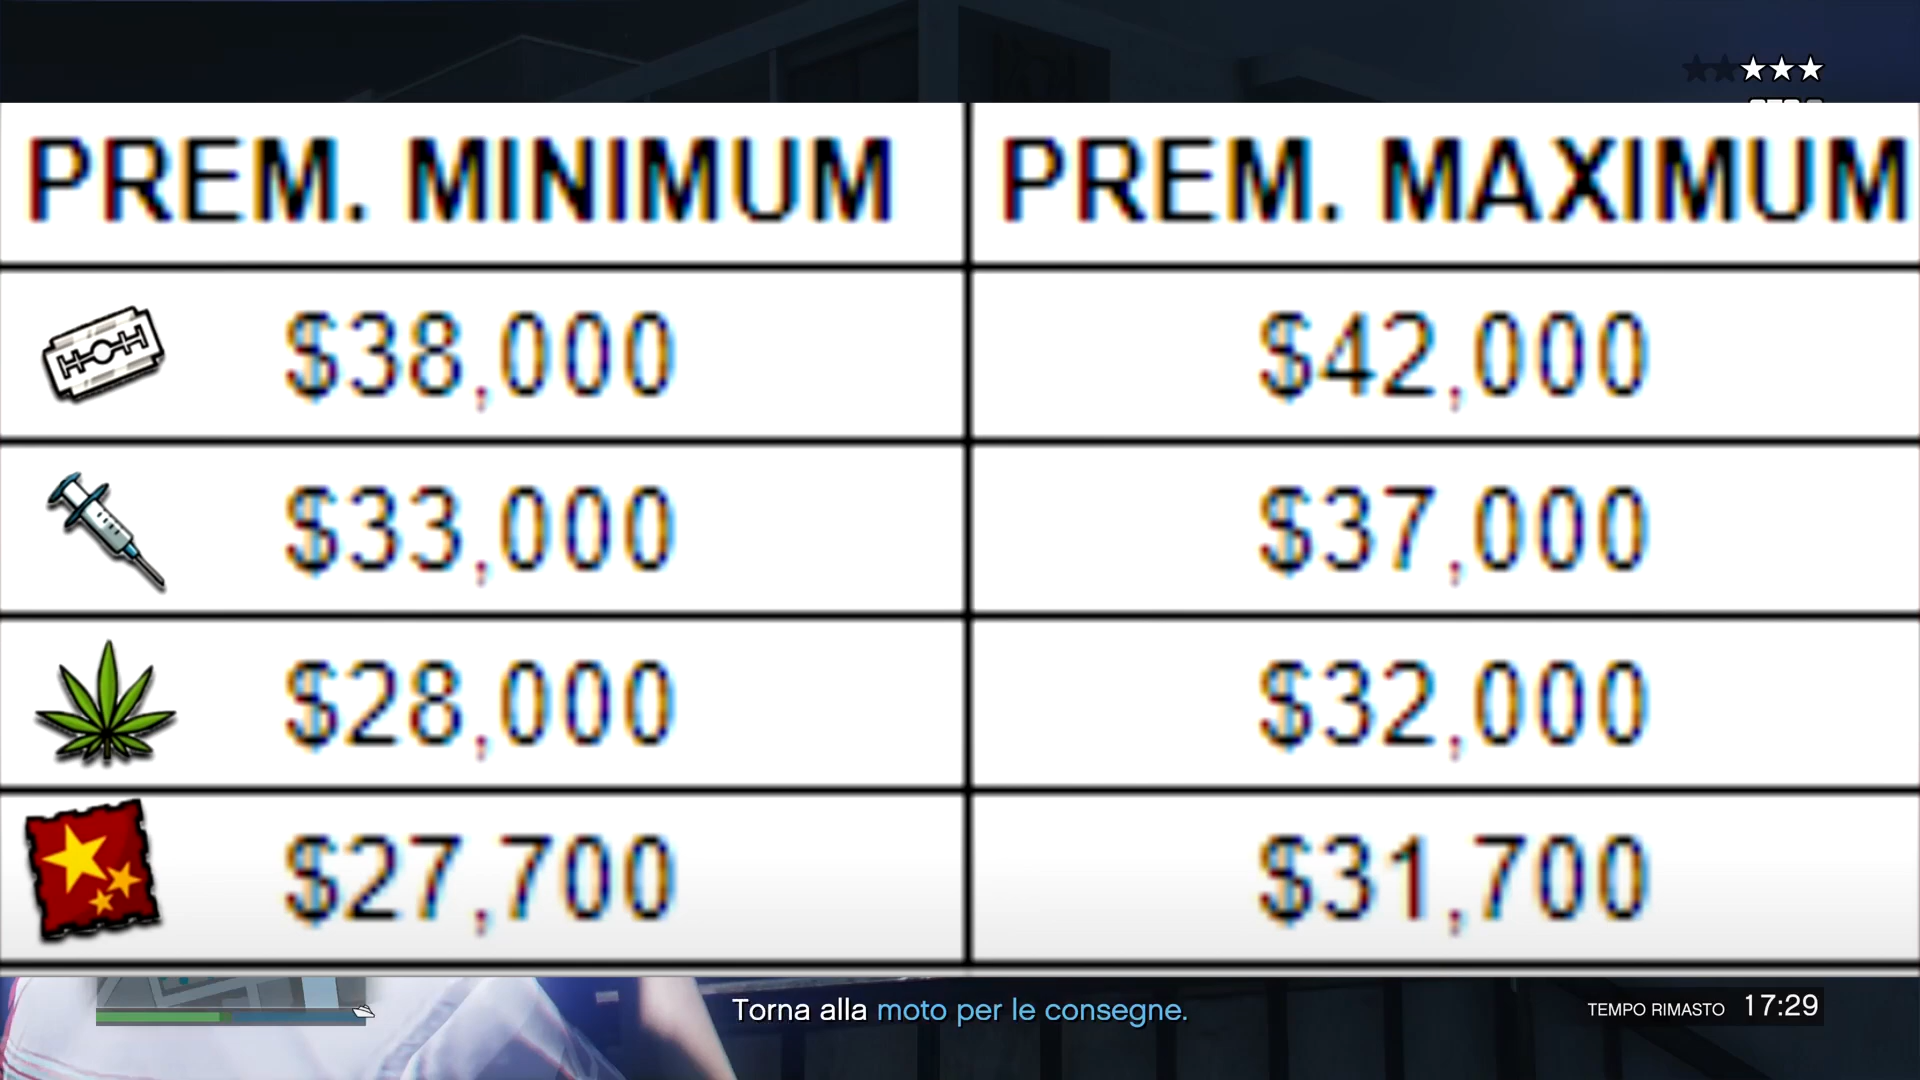 PREM. MINIMUM PREM. MAXIMUM
$38,000 $42,000
$33,000 $37,000
$28,000 $32,000
$27,700 $31,700
Torna alla moto per le consegne.
TEMPO RIMASTO 17:29